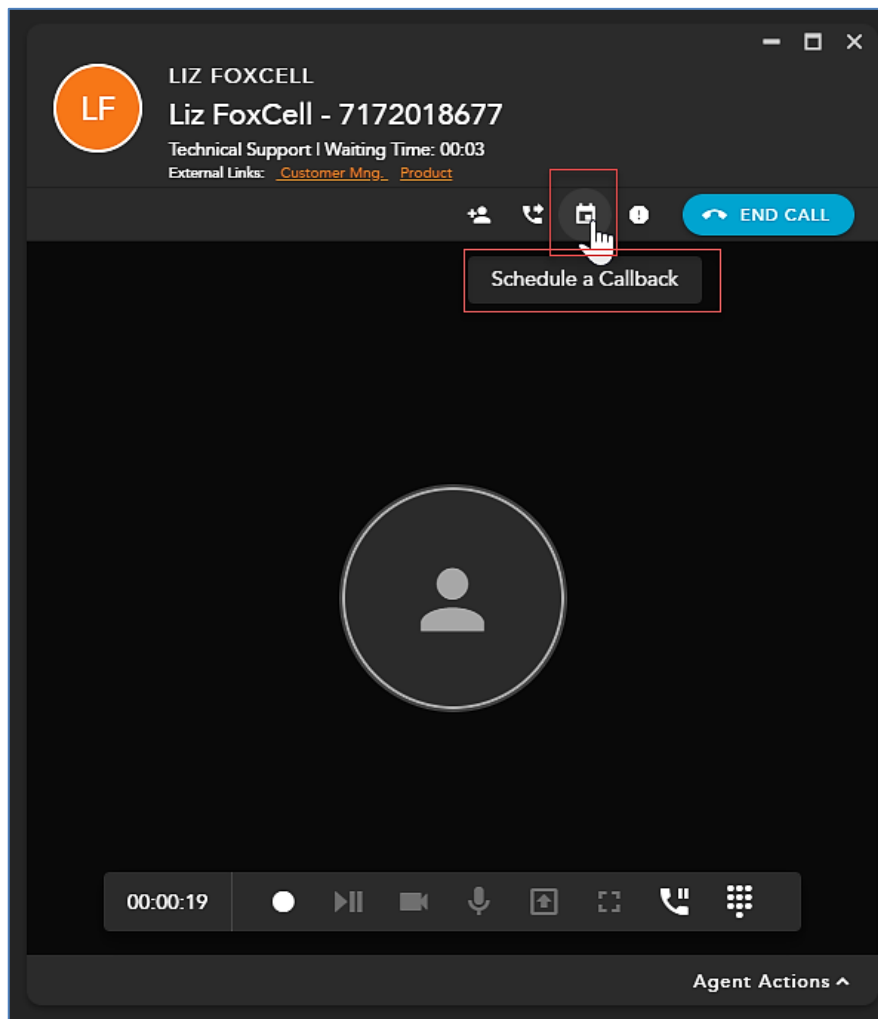 LIZ FOXCELL
LF
Liz FoxCell - 7172018677
Technical Support | Waiting Time: 00:03
External Links: Customer Mng. Product
END CALL
Schedule a Callback
00:00:19
Agent Actions